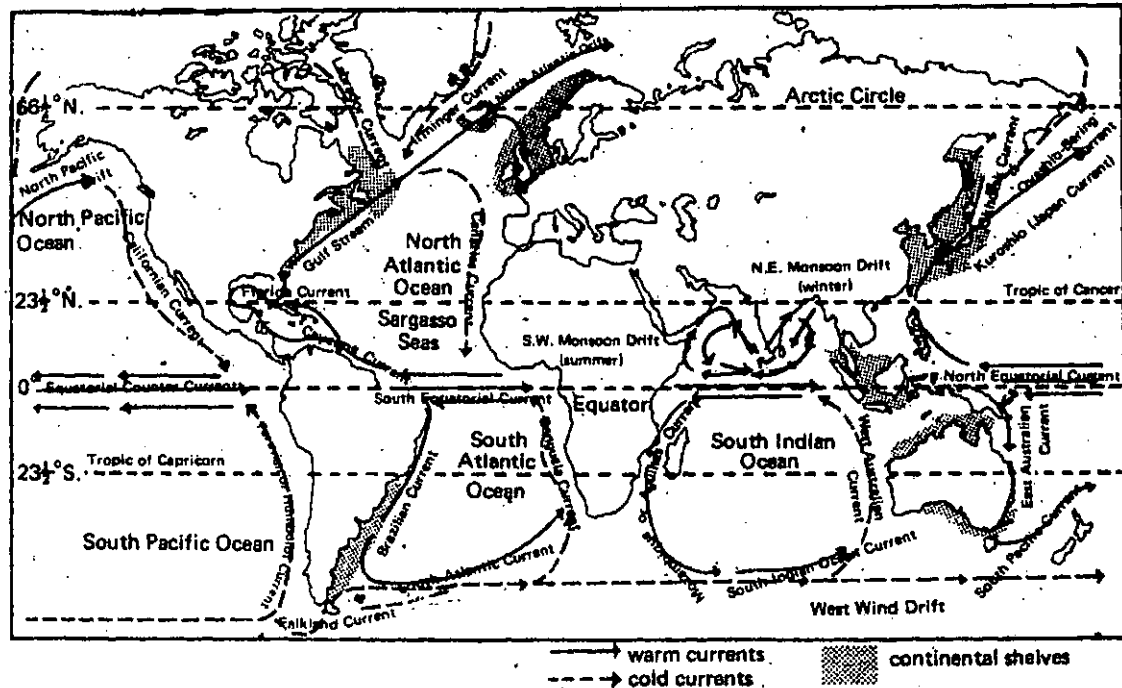 Labrador Current
Irminger Current
North Atlantic Drift
66½°N.
Arctic Circle
North Pacific
Drift
North Pacific
Ocean
Californian Current
Gulf Stream
North
Atlantic
Ocean
Sargasso
Seas
Canaries Current
Okhotsk Current
Oyashio-Bering
Current
Kuroshio (Japan Current)
N.E. Monsoon Drift
(winter)
23½°N.
Florida Current
Tropic of Cancer
S.W. Monsoon Drift
(summer)
Current
0°
Equatorial Counter Currents
South Equatorial Current
Equator
North Equatorial Current
Tropic of Capricorn
23½°S.
Peruvian or Humboldt Current
South
Atlantic
Ocean
Brazilian Current
Benguela Current
Mozambique or Agulhas Current
South Indian
Ocean
West Australian
Current
East Australian
Current
South Pacific Ocean
South Atlantic Current
South Indian Ocean Current
South Pacific Current
Falkland Current
West Wind Drift
warm currents
continental shelves
cold currents